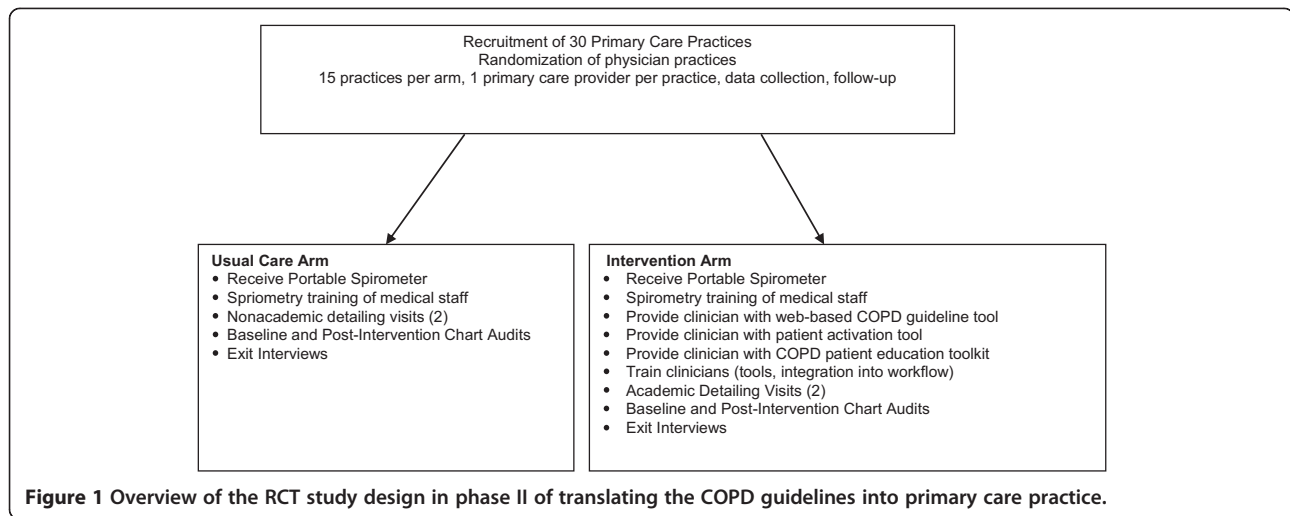 Recruitment of 30 Primary Care Practices
Randomization of physician practices
15 practices per arm, 1 primary care provider per practice, data collection, follow-up
Usual Care Arm
• Receive Portable Spirometer
• Spriometry training of medical staff
• Nonacademic detailing visits (2)
• Baseline and Post-Intervention Chart Audits
• Exit Interviews
Intervention Arm
• Receive Portable Spirometer
• Spirometry training of medical staff
• Provide clinician with web-based COPD guideline tool
• Provide clinician with patient activation tool
• Provide clinician with COPD patient education toolkit
• Train clinicians (tools, integration into workflow)
• Academic Detailing Visits (2)
• Baseline and Post-Intervention Chart Audits
• Exit Interviews
Figure 1 Overview of the RCT study design in phase II of translating the COPD guidelines into primary care practice.